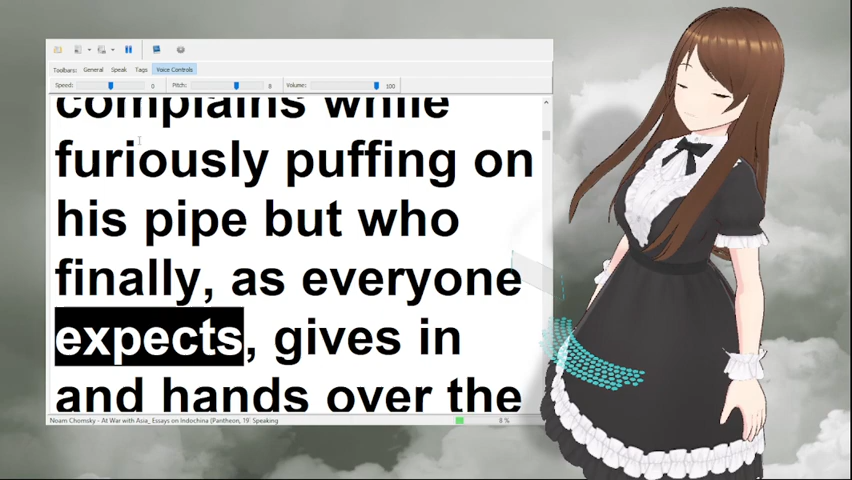 Toolbars: General Speak Tags Voice Controls
Speed: 0 Pitch: 8 Volume: 100
complains while
furiously puffing on
his pipe but who
finally, as everyone
expects, gives in
and hands over the
Noam Chomsky - At War with Asia_ Essays on Indochina (Pantheon, 19 Speaking 8 %